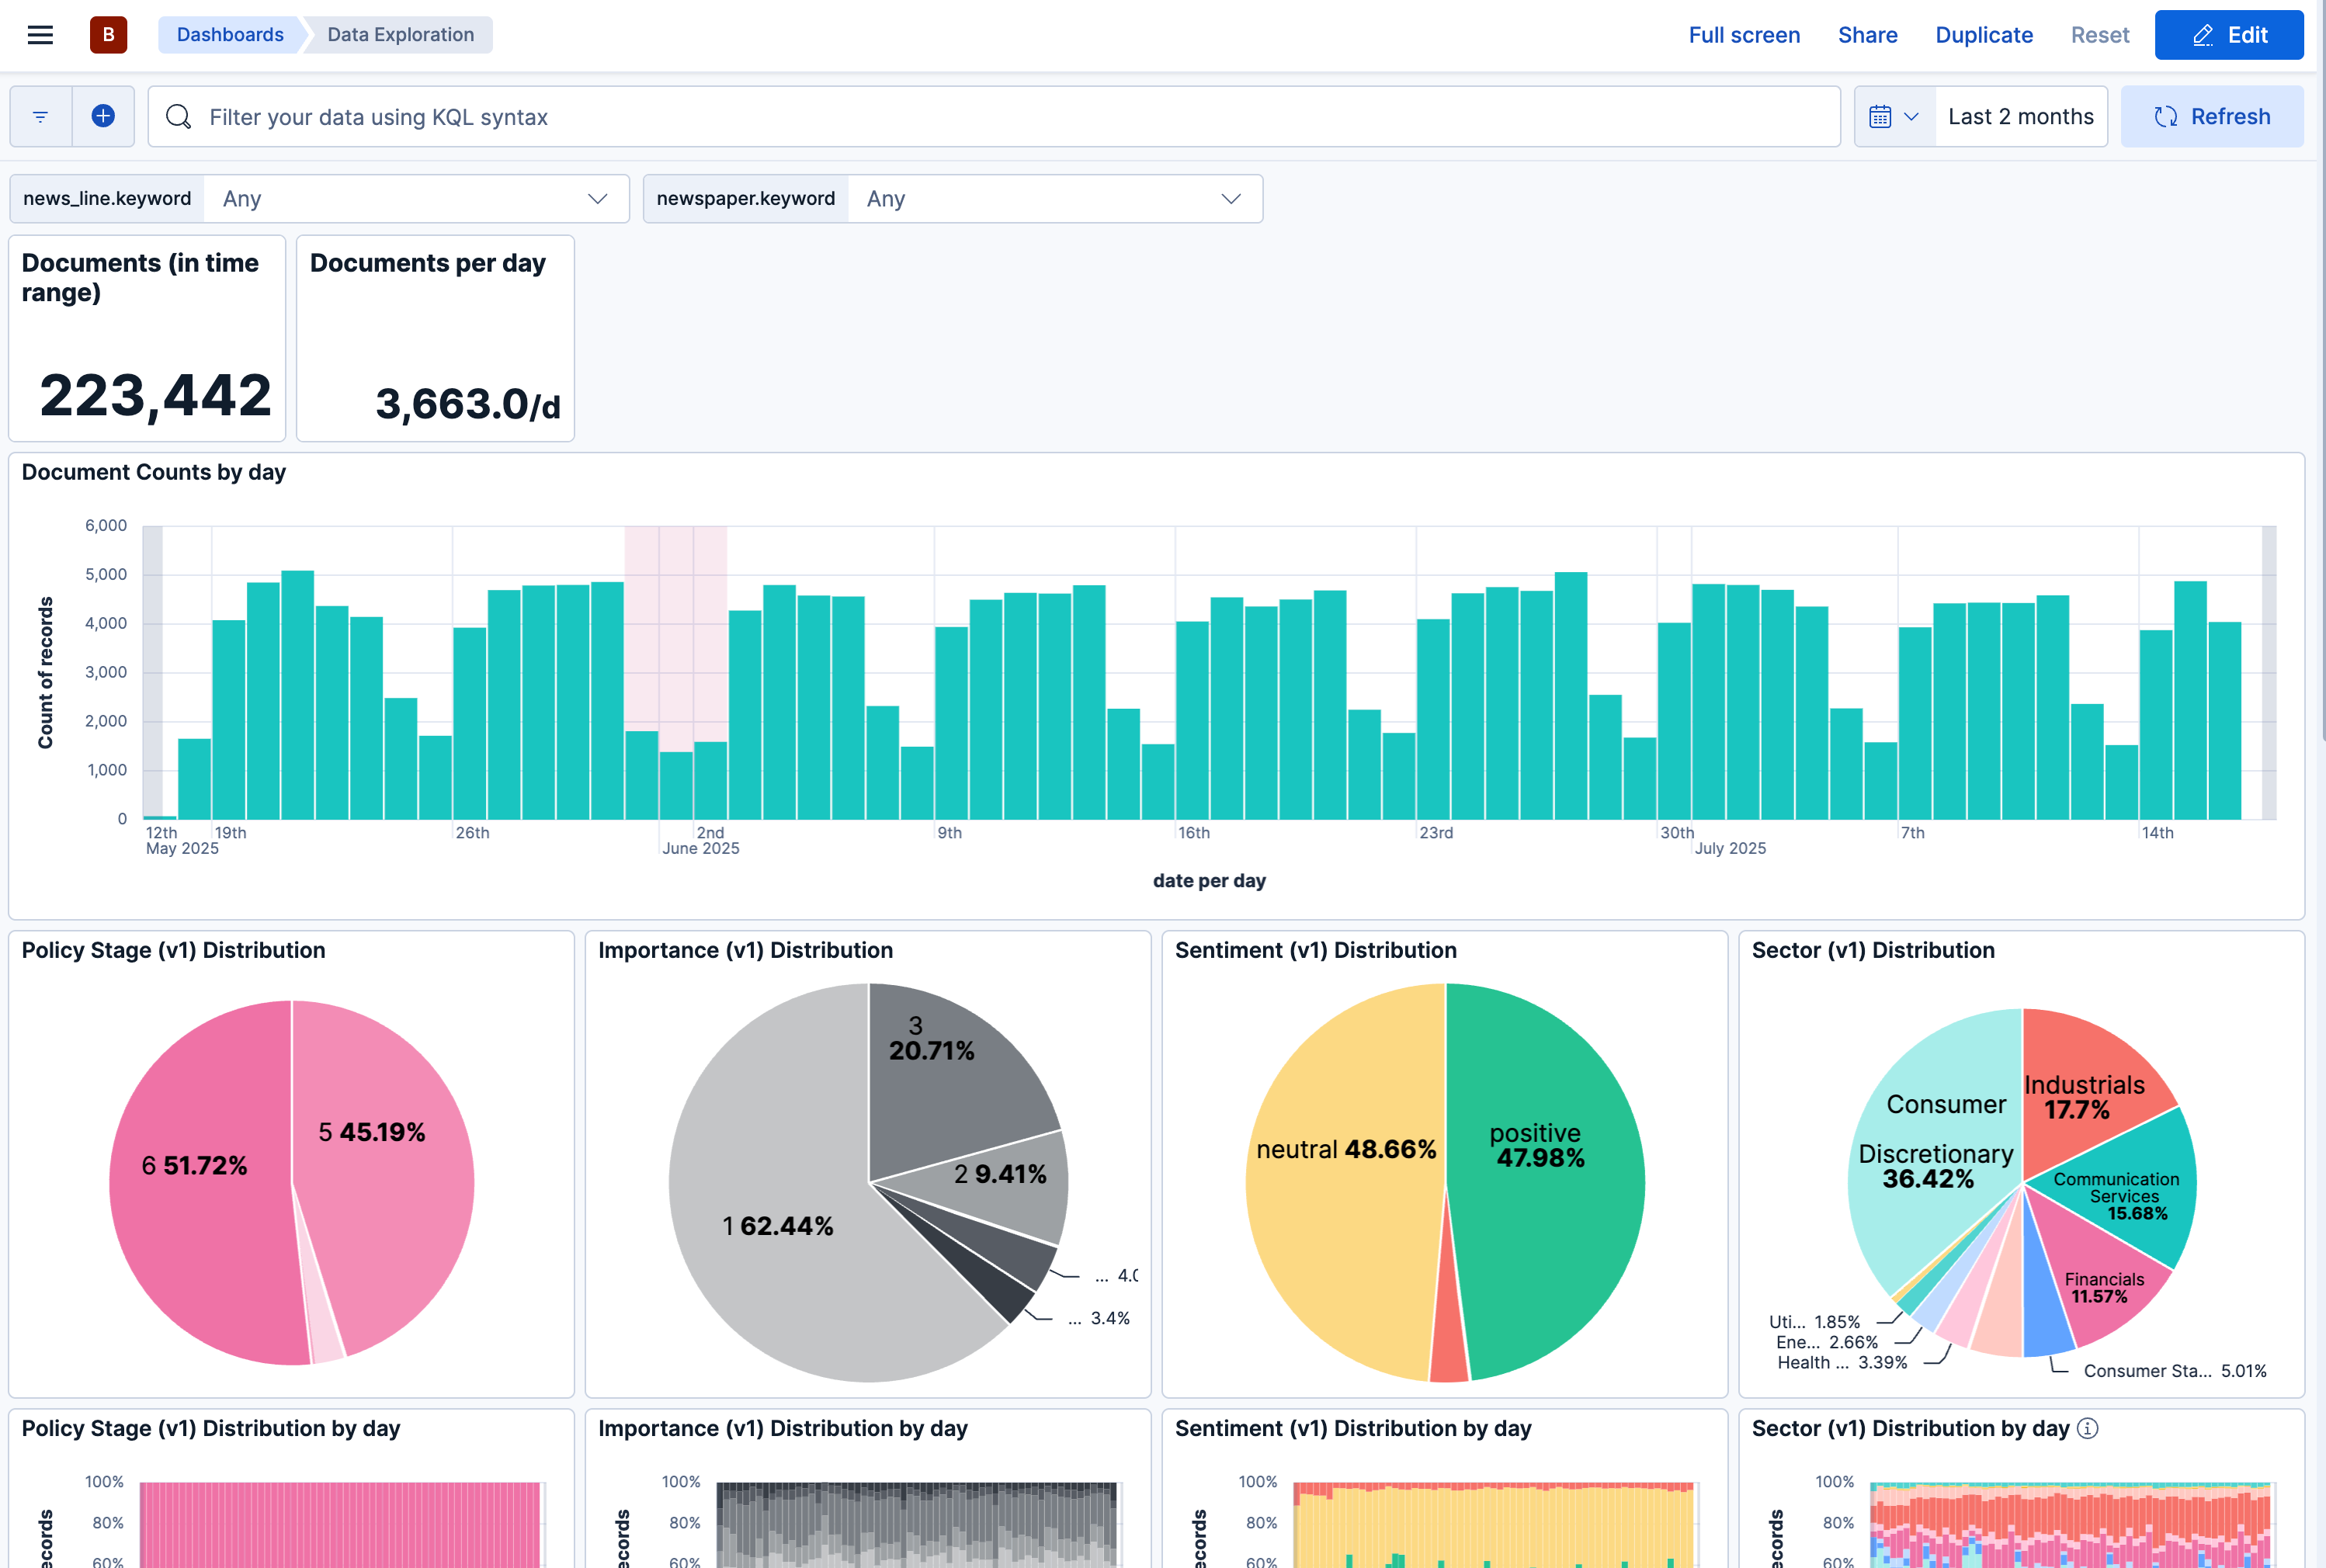 B
Dashboards
Data Exploration
Full screen
Share
Duplicate
Reset
Edit
Filter your data using KQL syntax
Last 2 months
Refresh
news_line.keyword
Any
newspaper.keyword
Any
Documents (in time
range)
223,442
Documents per day
3,663.0/d
Document Counts by day
Count of records
6,000
5,000
4,000
3,000
2,000
1,000
0
12th
May 2025
19th
26th
June 2025
2nd
9th
16th
23rd
30th
July 2025
7th
14th
date per day
Policy Stage (v1) Distribution
5 45.19%
6 51.72%
Importance (v1) Distribution
3
20.71%
2 9.41%
1 62.44%
... 4.0
... 3.4%
Sentiment (v1) Distribution
neutral 48.66%
positive
47.98%
Sector (v1) Distribution
Industrials
17.7%
Consumer
Discretionary
36.42%
Communication
Services
15.68%
Financials
11.57%
Uti... 1.85%
Ene... 2.66%
Health ... 3.39%
Consumer Sta... 5.01%
Policy Stage (v1) Distribution by day
100%
80%
60%
ecords
Importance (v1) Distribution by day
100%
80%
60%
ecords
Sentiment (v1) Distribution by day
100%
80%
60%
ecords
Sector (v1) Distribution by day
100%
80%
60%
ecords